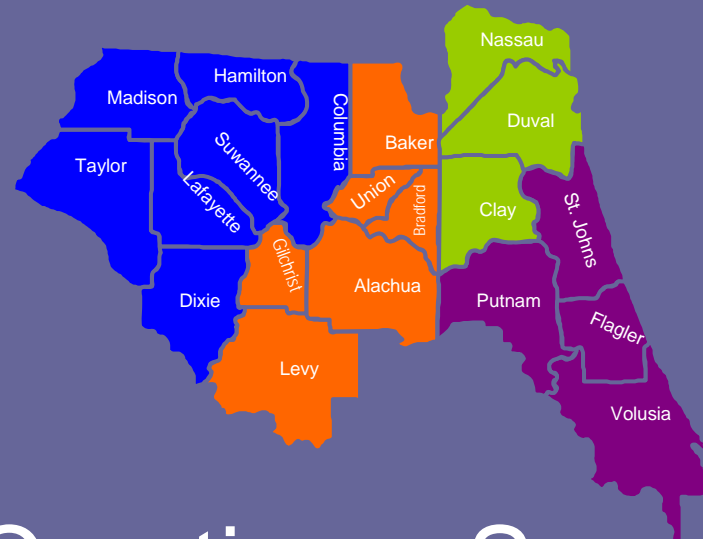 Nassau
Hamilton
Madison
Columbia
Duval
Baker
Suwannee
Taylor
Union
Lafayette
Bradford
Clay
St. Johns
Gilchrist
Alachua
Dixie
Putnam
Flagler
Levy
Volusia